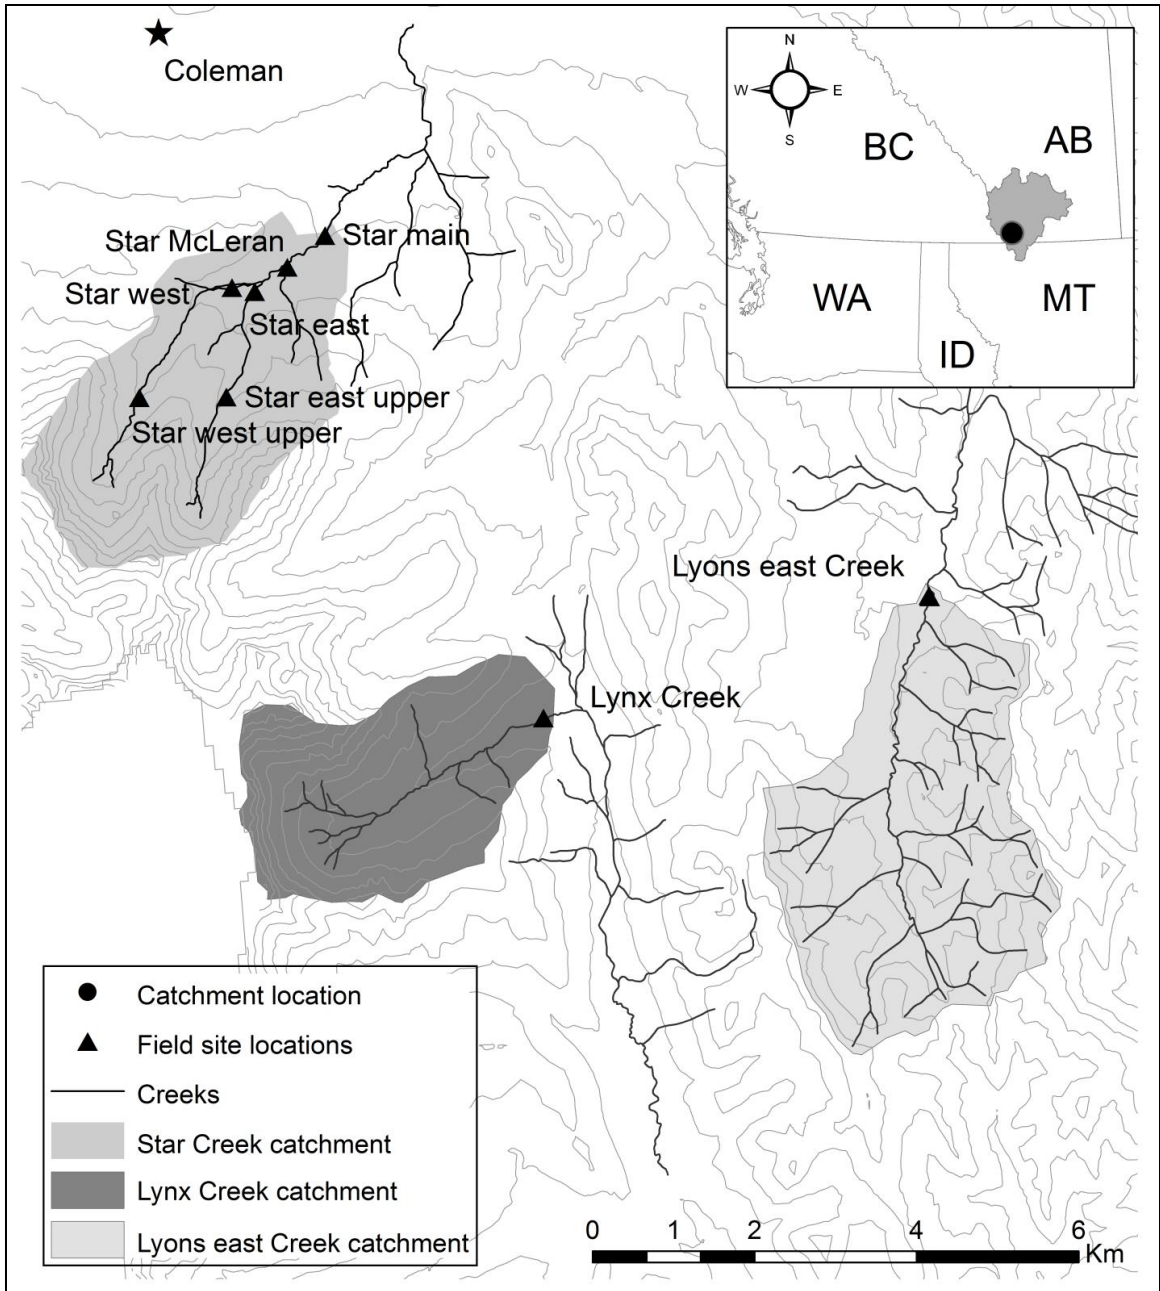 Coleman
N
W
E
S
BC
AB
WA
MT
ID
Star McLeran
Star main
Star west
Star east
Star east upper
Star west upper
Lyons east Creek
Lynx Creek
Catchment location
Field site locations
Creeks
Star Creek catchment
Lynx Creek catchment
Lyons east Creek catchment
0 1 2 4 6
Km